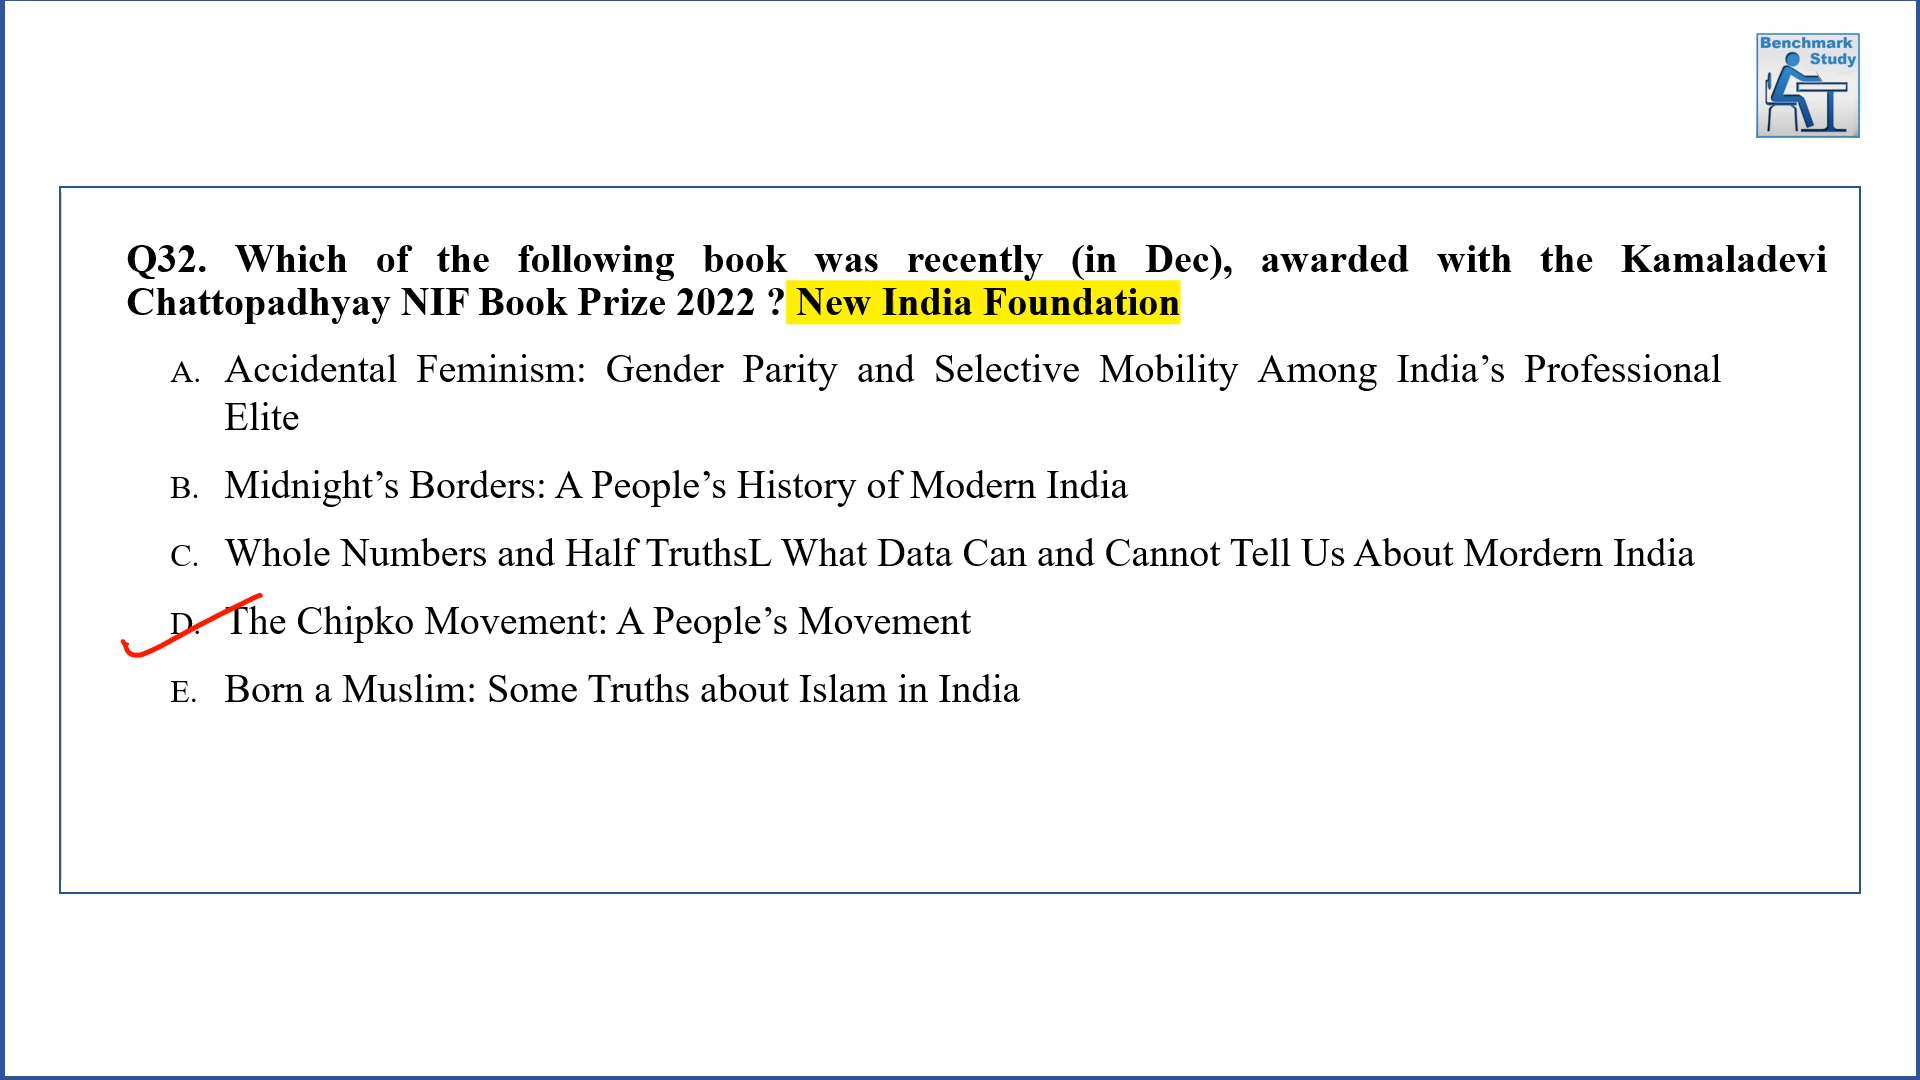 Benchmark
Study
Q32. Which of the following book was recently (in Dec), awarded with the Kamaladevi
Chattopadhyay NIF Book Prize 2022 ? New India Foundation
A. Accidental Feminism: Gender Parity and Selective Mobility Among India’s Professional
Elite
B. Midnight’s Borders: A People’s History of Modern India
C. Whole Numbers and Half TruthsL What Data Can and Cannot Tell Us About Mordern India
D. The Chipko Movement: A People’s Movement
E. Born a Muslim: Some Truths about Islam in India